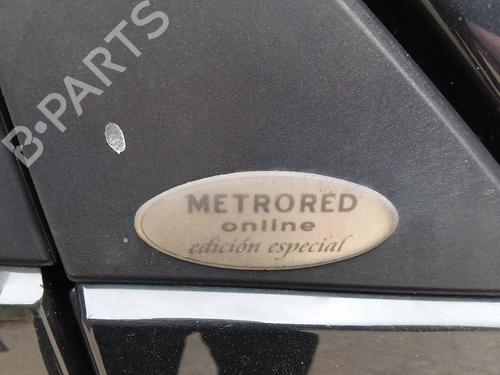 B-PARTS
METRORED
online
edición especial